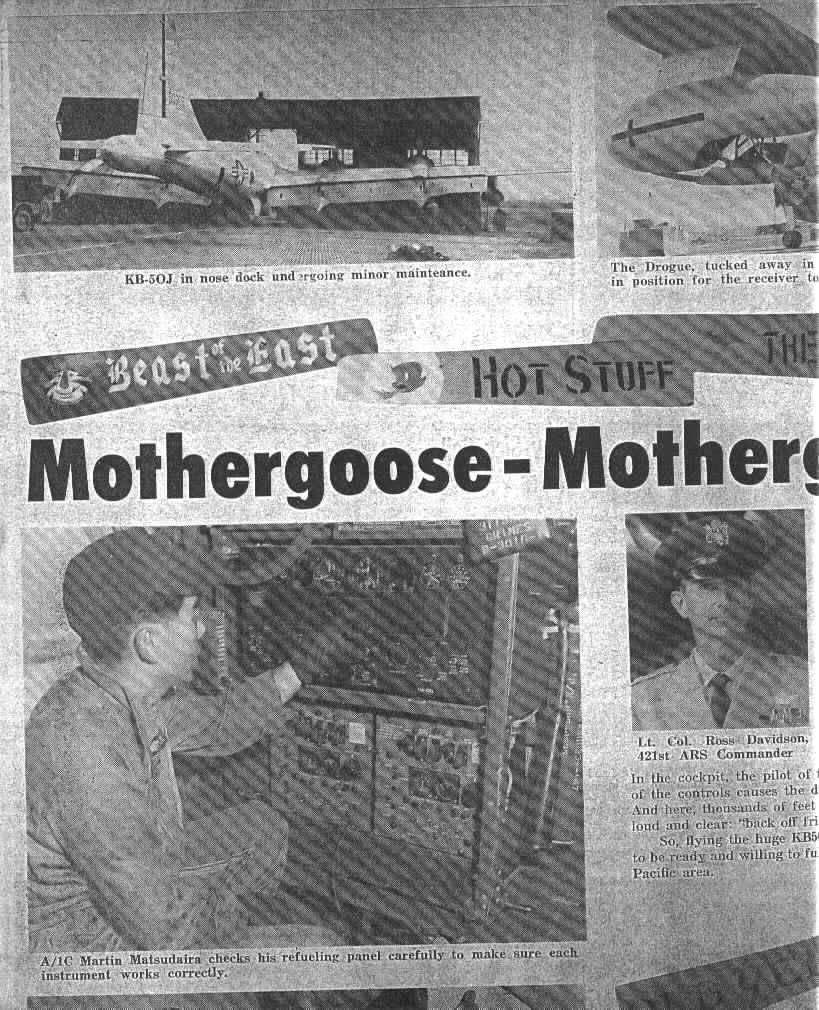 KB-50J in nose dock undergoing minor mainteance.
The Drogue, tucked away in
in position for the receiver to
Beast of the East
HOT STUFF
THE
Mothergoose - Motherg
Lt. Col. Ross Davidson,
421st ARS Commander
In the cockpit, the pilot of t
of the controls causes the d
And here, thousands of feet
loud and clear: "back off fri
So, flying the huge KB5
to be ready and willing to fu
Pacific area.
A/1C Martin Matsudaira checks his refueling panel carefully to make sure each
instrument works correctly.